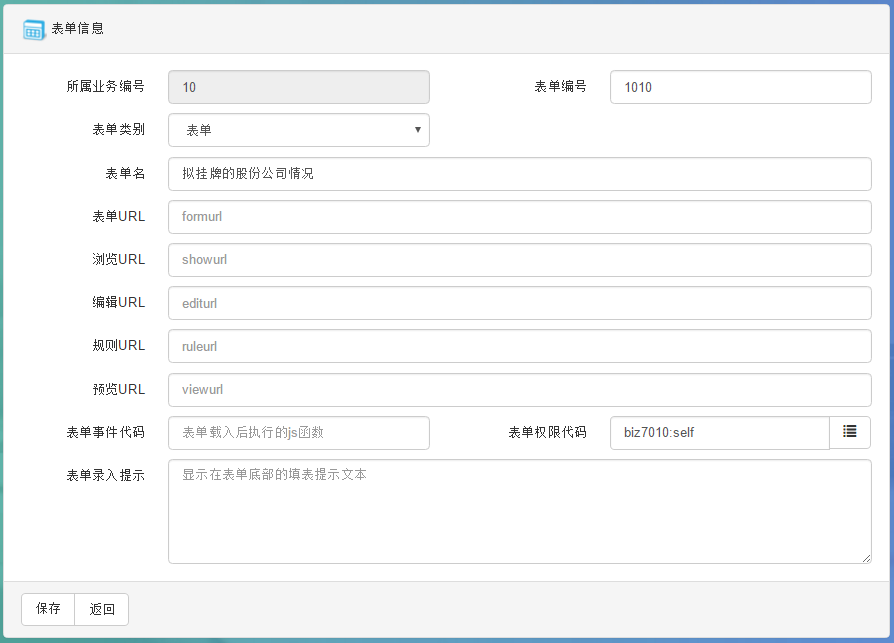 表单信息
所属业务编号 10 表单编号 1010
表单类别 表单
表单名 拟挂牌的股份公司情况
表单URL formurl
浏览URL showurl
编辑URL editurl
规则URL ruleurl
预览URL viewurl
表单事件代码 表单载入后执行的js函数 表单权限代码 biz7010:self
表单录入提示 显示在表单底部的填表提示文本
保存 返回